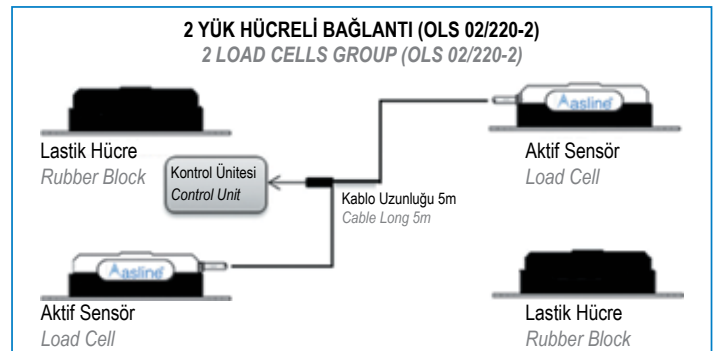 2 YÜK HÜCRELİ BAĞLANTI (OLS 02/220-2)
2 LOAD CELLS GROUP (OLS 02/220-2)
Aasline
Lastik Hücre
Rubber Block
Aktif Sensör
Load Cell
Kontrol Ünitesi
Control Unit
Kablo Uzunluğu 5m
Cable Long 5m
Aasline
Aktif Sensör
Load Cell
Lastik Hücre
Rubber Block